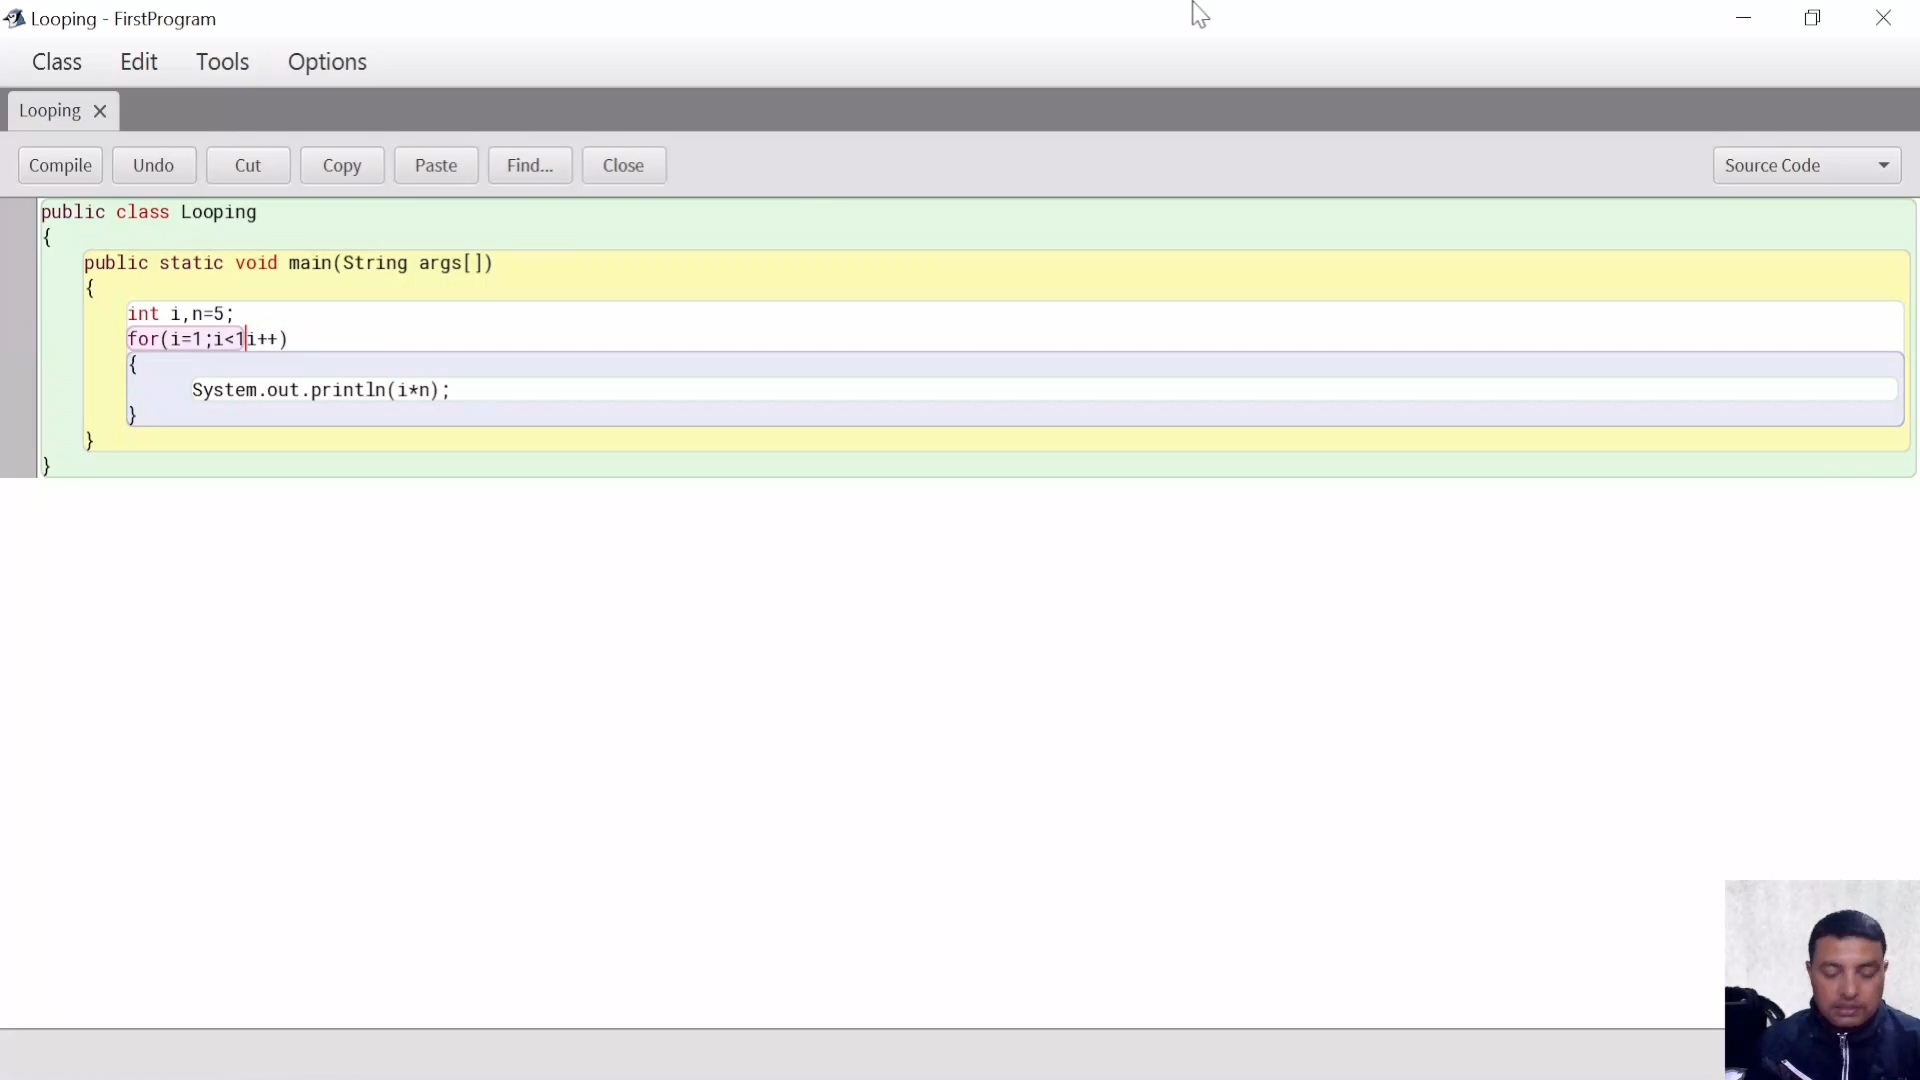 Looping - FirstProgram
Class Edit Tools Options
Looping
Compile Undo Cut Copy Paste Find... Close Source Code
public class Looping
{
public static void main(String args[])
{
int i,n=5;
for(i=1;i<1i++)
{
System.out.println(i*n);
}
}
}